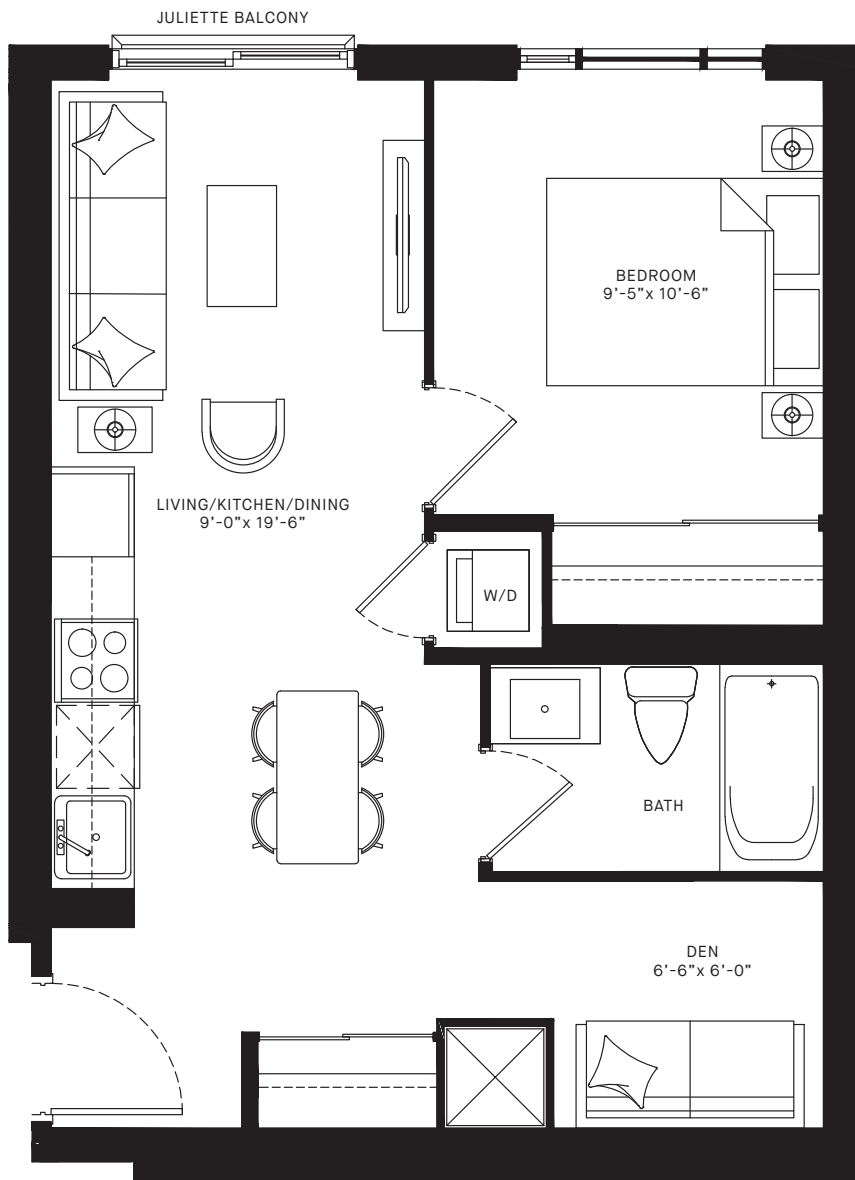 JULIETTE BALCONY
BEDROOM
9’-5”x 10’-6”
LIVING/KITCHEN/DINING
9’-0”x 19’-6”
W/D
BATH
DEN
6’-6”x 6’-0”